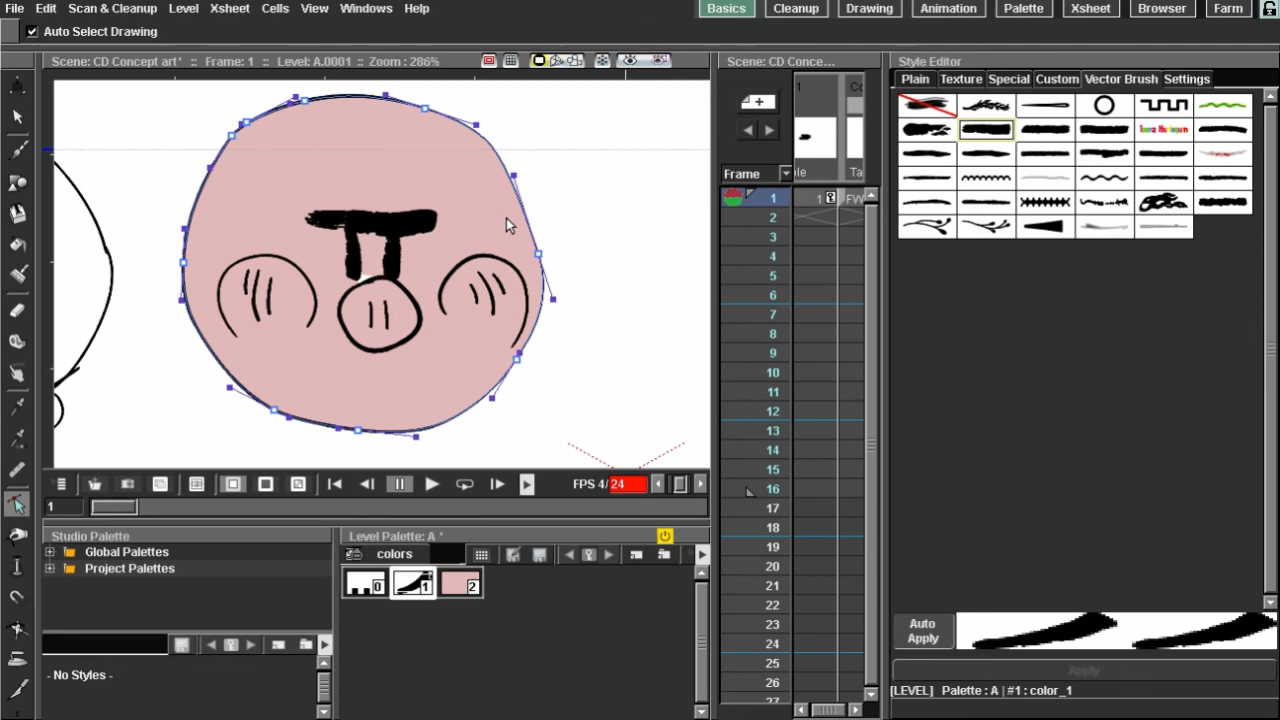 File Edit Scan & Cleanup Level Xsheet Cells View Windows Help Basics Cleanup Drawing Animation Palette Xsheet Browser Farm
Auto Select Drawing
Scene: CD Concept art* :: Frame: 1 :: Level: A.0001 :: Zoom : 286%
Scene: CD Conce...
Style Editor
Plain Texture Special Custom Vector Brush Settings
Frame
1 1 FW
2
3
4
5
6
7
8
9
10
11
12
13
14
15
16
17
18
19
20
21
22
23
24
25
26
27
FPS 4/24
1
Studio Palette
Global Palettes
Project Palettes
- No Styles -
Level Palette: A *
colors
0 1 2
Auto Apply
Apply
[LEVEL] Palette : A | #1 : color_1